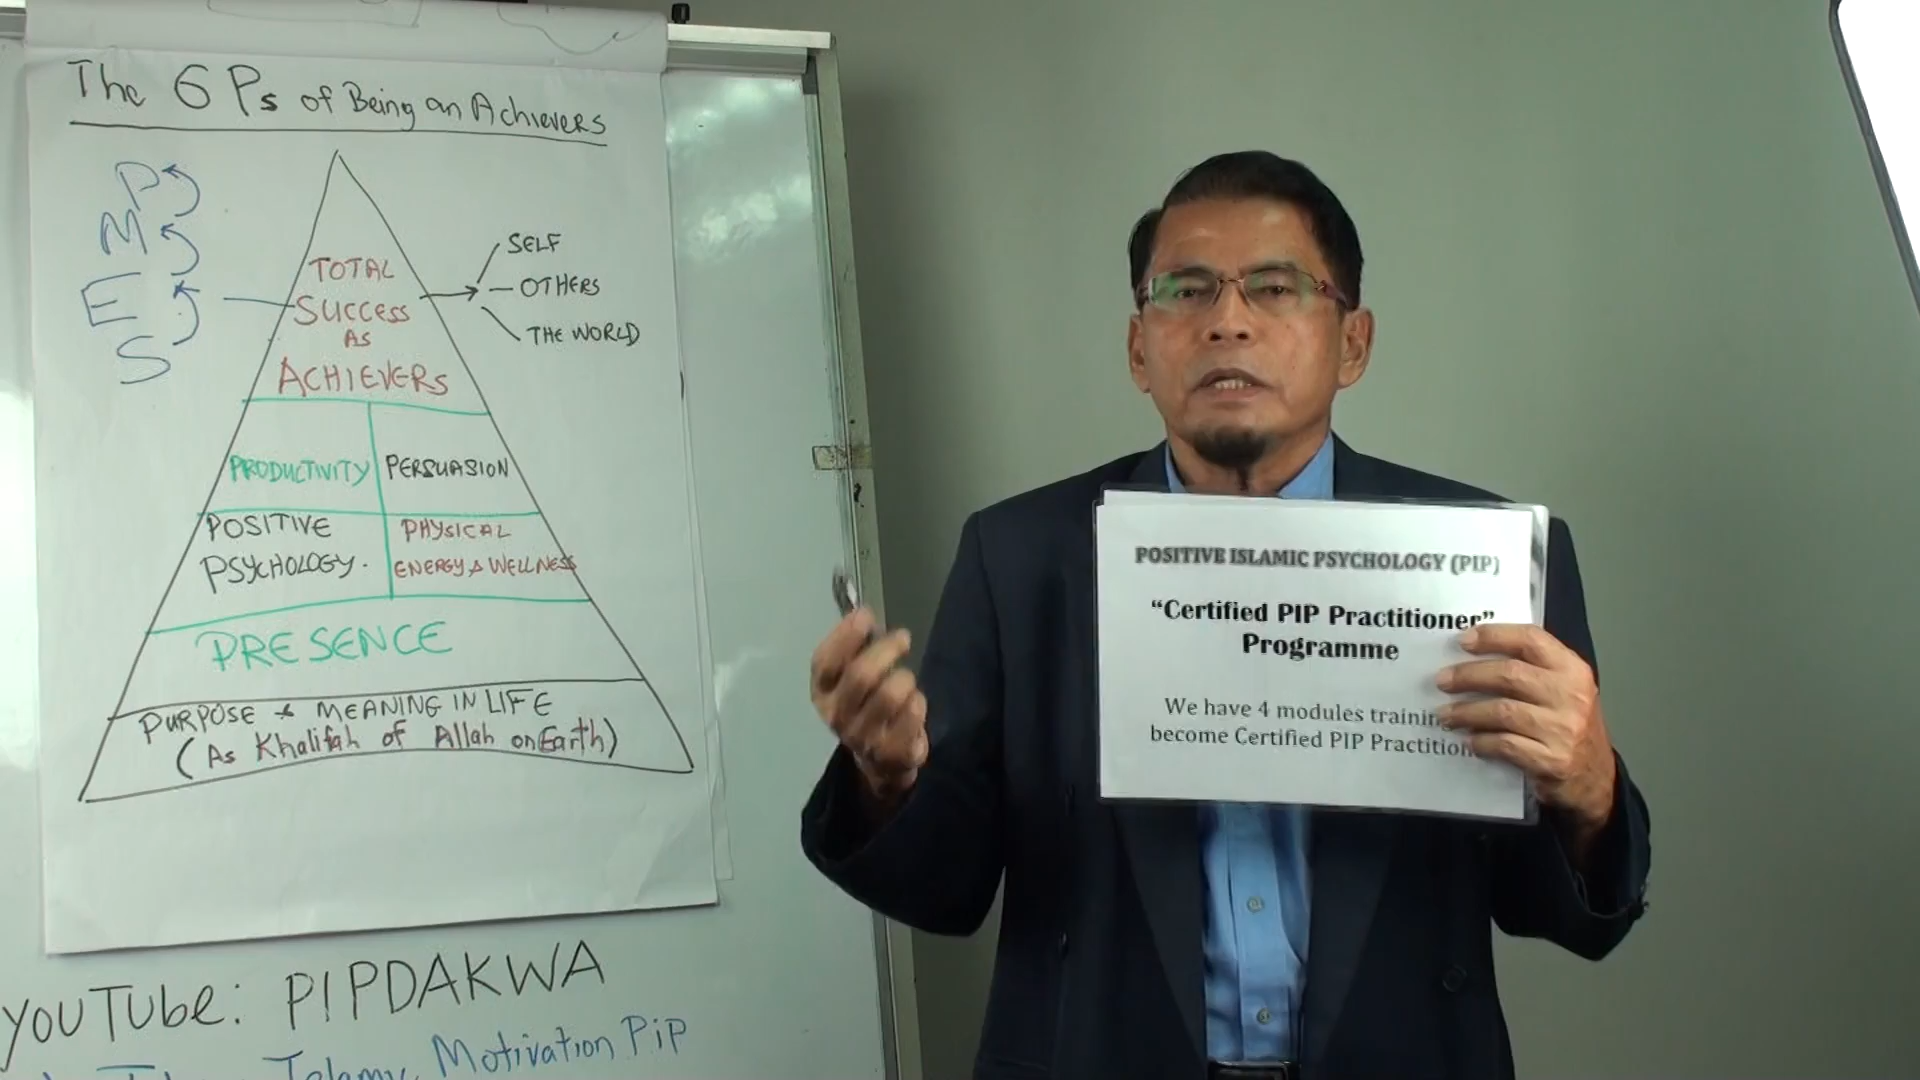 The 6 Ps of Being an Achievers
P
M
E
S
TOTAL
SUCCESS
AS
ACHIEVERS
SELF
OTHERS
THE WORLD
PRODUCTIVITY
PERSUASION
POSITIVE
PSYCHOLOGY.
PHYSICAL
ENERGY & WELLNESS
PRESENCE
PURPOSE & MEANING IN LIFE
(As Khalifah of Allah on Earth)
YOUTUBE: PIPDAKWA
Islamic Motivation PiP
POSITIVE ISLAMIC PSYCHOLOGY (PIP)
“Certified PIP Practitioner”
Programme
We have 4 modules training
become Certified PIP Practition